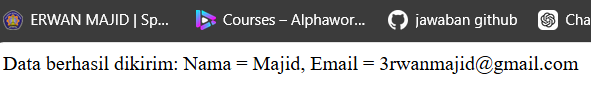 ERWAN MAJID | Sp... Courses – Alphawor... jawaban github Cha
Data berhasil dikirim: Nama = Majid, Email = 3rwanmajid@gmail.com